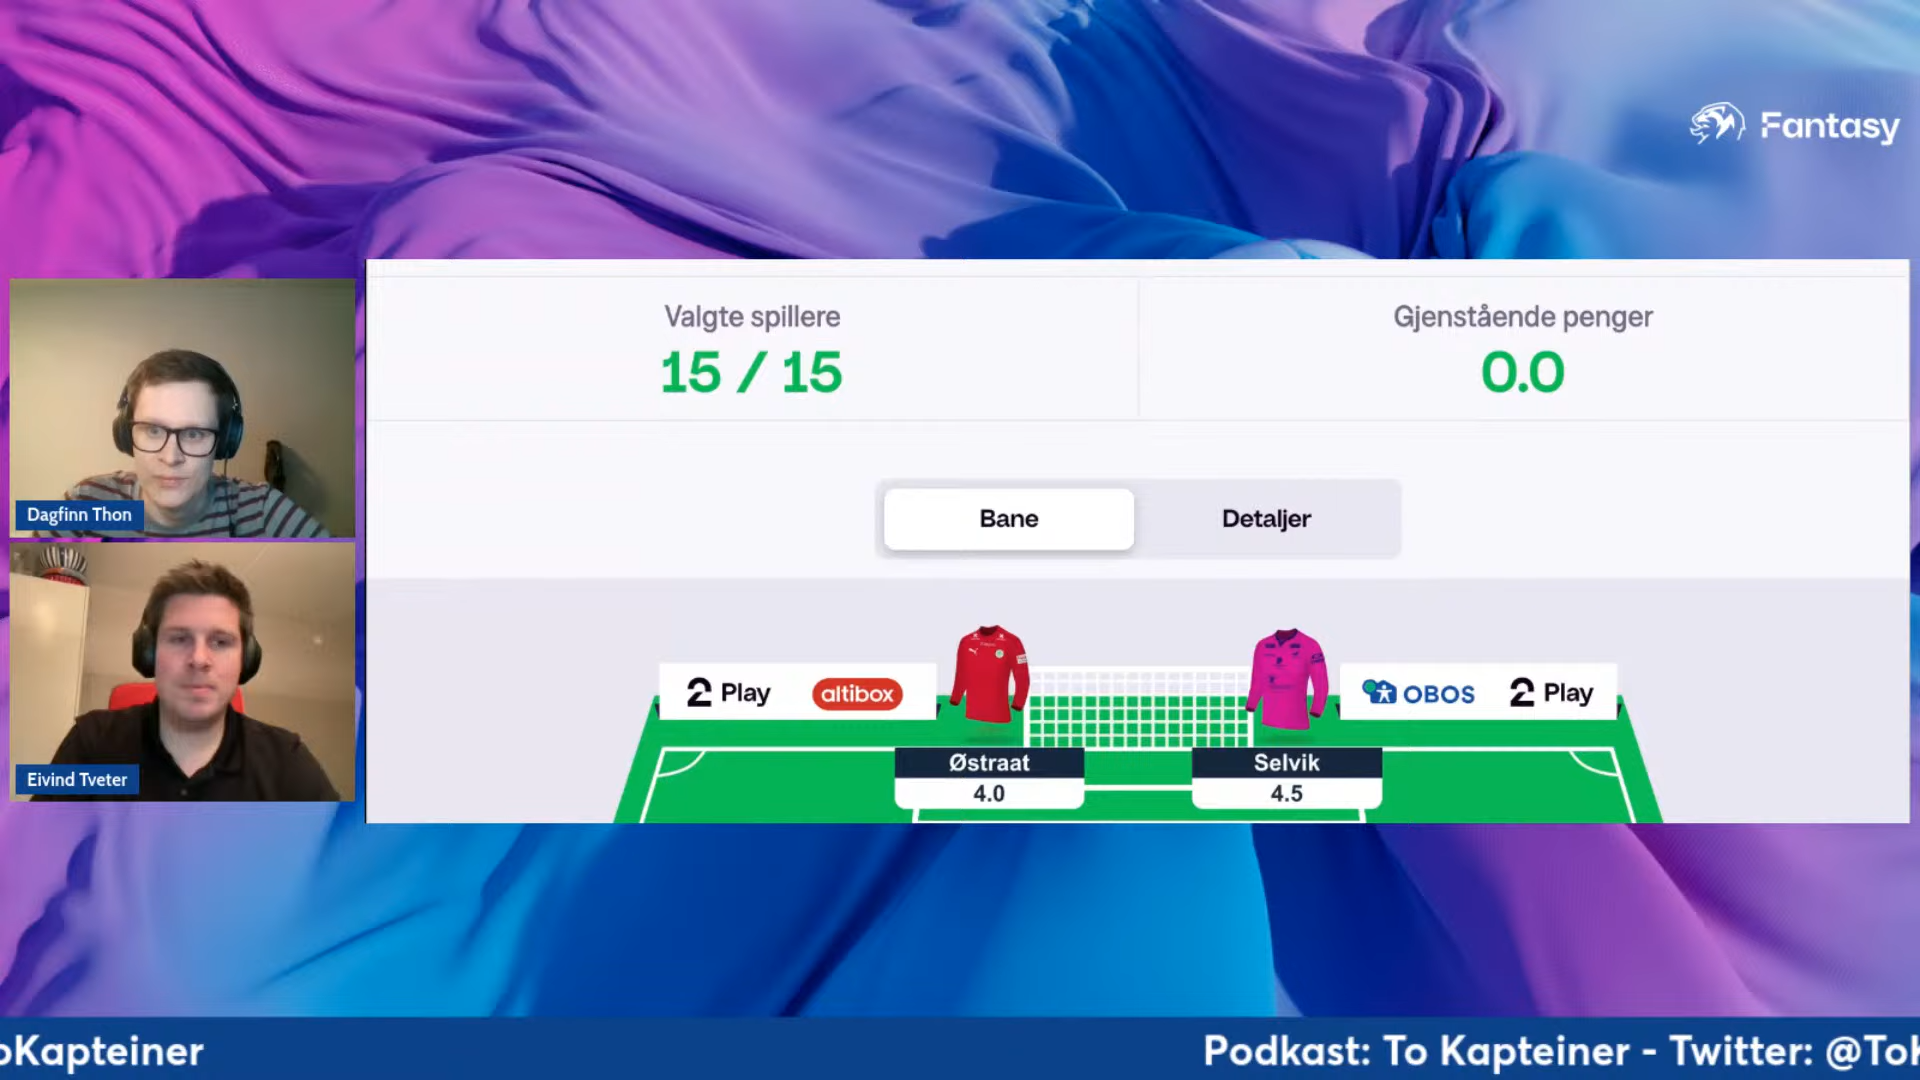 Fantasy
Valgte spillere
15 / 15
Gjenstående penger
0.0
Dagfinn Thon
Bane
Detaljer
2 Play
altibox
OBOS
2 Play
Østraat
4.0
Selvik
4.5
Eivind Tveter
oKapteiner
Podkast: To Kapteiner - Twitter: @ToK